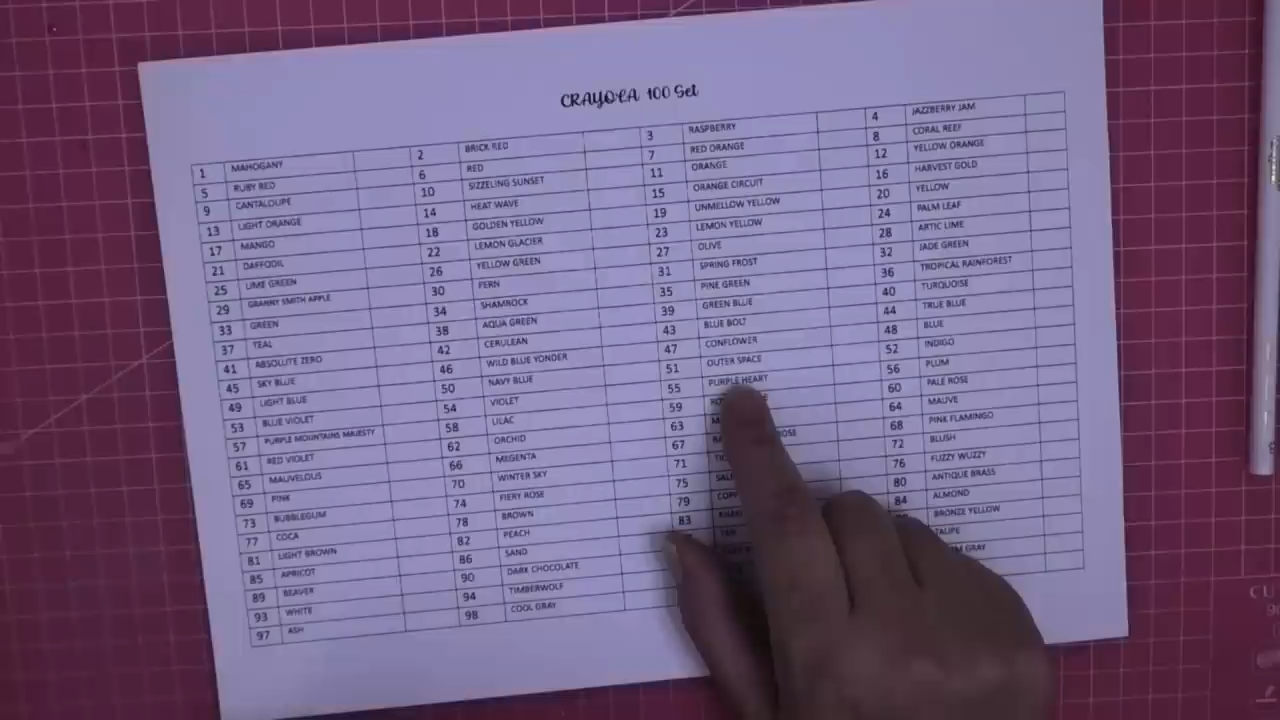 CRAYOLA 100 Set
1 MAHOGANY 2 BRICK RED 3 RASPBERRY 4 JAZZBERRY JAM
5 RUBY RED 6 RED 7 RED ORANGE 8 CORAL REEF
9 CANTALOUPE 10 SIZZELING SUNSET 11 ORANGE 12 YELLOW ORANGE
13 LIGHT ORANGE 14 HEAT WAVE 15 ORANGE CIRCUIT 16 HARVEST GOLD
17 MANGO 18 GOLDEN YELLOW 19 UNMELLOW YELLOW 20 YELLOW
21 DAFFODIL 22 LEMON GLACIER 23 LEMON YELLOW 24 PALM LEAF
25 LIME GREEN 26 YELLOW GREEN 27 OLIVE 28 ARTIC LIME
29 GRANNY SMITH APPLE 30 FERN 31 SPRING FROST 32 JADE GREEN
33 GREEN 34 SHAMROCK 35 PINE GREEN 36 TROPICAL RAINFOREST
37 TEAL 38 AQUA GREEN 39 GREEN BLUE 40 TURQUOISE
41 ABSOLUTE ZERO 42 CERULEAN 43 BLUE BOLT 44 TRUE BLUE
45 SKY BLUE 46 WILD BLUE YONDER 47 CONFLOWER 48 BLUE
49 LIGHT BLUE 50 NAVY BLUE 51 OUTER SPACE 52 INDIGO
53 BLUE VIOLET 54 VIOLET 55 PURPLE HEART 56 PLUM
57 PURPLE MOUNTAINS MAJESTY 58 LILAC 59 60 PALE ROSE
61 RED VIOLET 62 ORCHID 63 64 MAUVE
65 MAUVELOUS 66 MEGENTA 67 68 PINK FLAMINGO
69 PINK 70 WINTER SKY 71 72 BLUSH
73 BUBBLEGUM 74 FIERY ROSE 75 76 FUZZY WUZZY
77 COCA 78 BROWN 79 80 ANTIQUE BRASS
81 LIGHT BROWN 82 PEACH 83 84 ALMOND
85 APRICOT 86 SAND BRONZE YELLOW
89 BEAVER 90 DARK CHOCOLATE TAUPE
93 WHITE 94 TIMBERWOLF GRAY
97 ASH 98 COOL GRAY